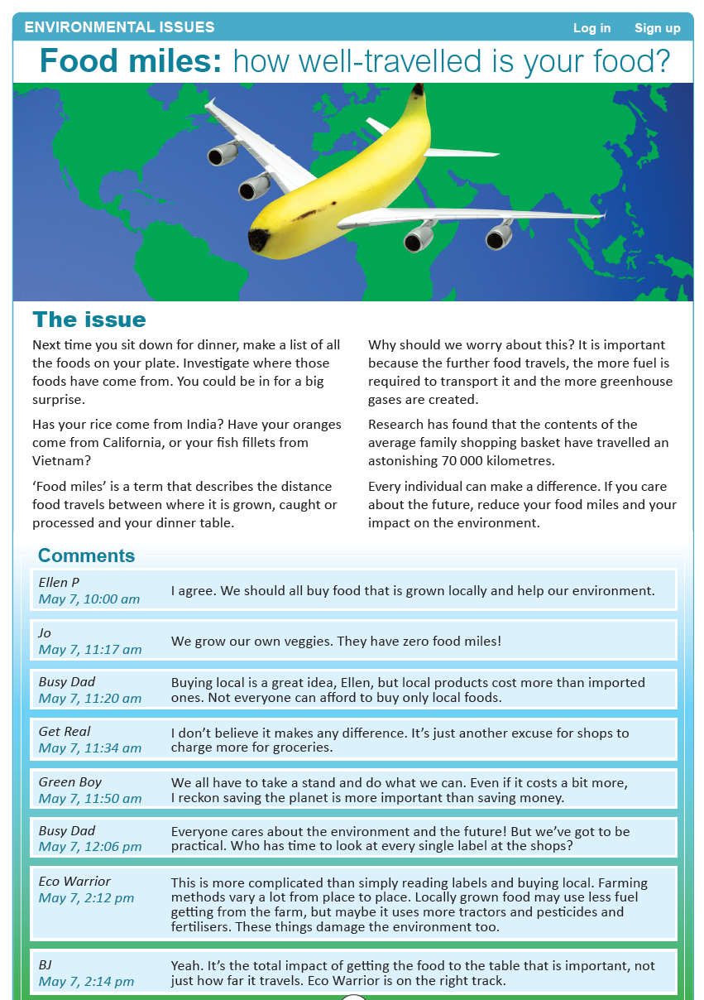 ENVIRONMENTAL ISSUES
Log in Sign up
Food miles: how well-travelled is your food?
The issue
Next time you sit down for dinner, make a list of all
the foods on your plate. Investigate where those
foods have come from. You could be in for a big
surprise.
Has your rice come from India? Have your oranges
come from California, or your fish fillets from
Vietnam?
‘Food miles’ is a term that describes the distance
food travels between where it is grown, caught or
processed and your dinner table.
Why should we worry about this? It is important
because the further food travels, the more fuel is
required to transport it and the more greenhouse
gases are created.
Research has found that the contents of the
average family shopping basket have travelled an
astonishing 70 000 kilometres.
Every individual can make a difference. If you care
about the future, reduce your food miles and your
impact on the environment.
Comments
Ellen P
May 7, 10:00 am
I agree. We should all buy food that is grown locally and help our environment.
Jo
May 7, 11:17 am
We grow our own veggies. They have zero food miles!
Busy Dad
May 7, 11:20 am
Buying local is a great idea, Ellen, but local products cost more than imported
ones. Not everyone can afford to buy only local foods.
Get Real
May 7, 11:34 am
I don’t believe it makes any difference. It’s just another excuse for shops to
charge more for groceries.
Green Boy
May 7, 11:50 am
We all have to take a stand and do what we can. Even if it costs a bit more,
I reckon saving the planet is more important than saving money.
Busy Dad
May 7, 12:06 pm
Everyone cares about the environment and the future! But we’ve got to be
practical. Who has time to look at every single label at the shops?
Eco Warrior
May 7, 2:12 pm
This is more complicated than simply reading labels and buying local. Farming
methods vary a lot from place to place. Locally grown food may use less fuel
getting from the farm, but maybe it uses more tractors and pesticides and
fertilisers. These things damage the environment too.
BJ
May 7, 2:14 pm
Yeah. It’s the total impact of getting the food to the table that is important, not
just how far it travels. Eco Warrior is on the right track.